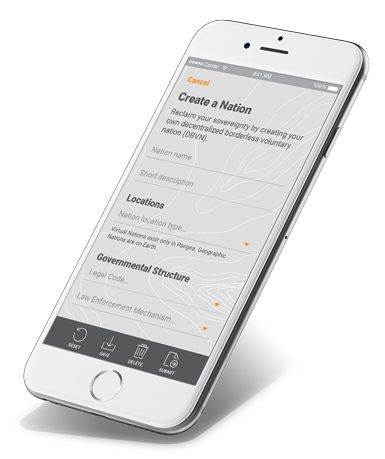 Carrier
9:41 AM
100%
Cancel
Create a Nation
Reclaim your sovereignty by creating your
own decentralized borderless voluntary
nation (DBVN).
Nation name
Short description
Locations
Nation location type..
Virtual Nations exist only in Pangea. Geographic
Nations are on Earth.
Governmental Structure
Legal Code..
Law Enforcement Mechanism...
RESET
SAVE
DELETE
SUBMIT